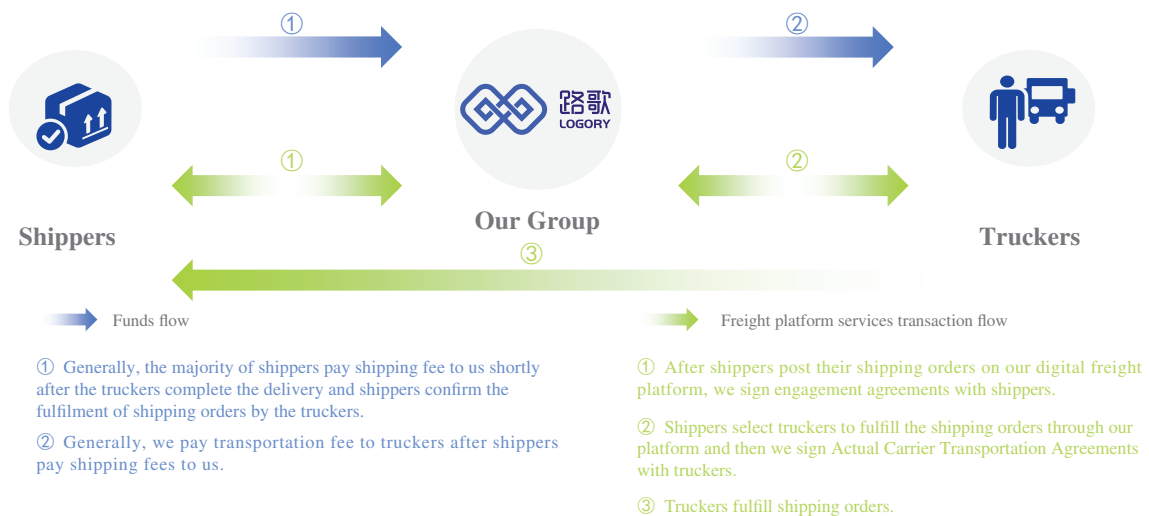 ① ②
路歌
LOGORY
① ②
Shippers
Our Group
Truckers
③
Funds flow
Freight platform services transaction flow
① Generally, the majority of shippers pay shipping fee to us shortly
after the truckers complete the delivery and shippers confirm the
fulfilment of shipping orders by the truckers.
② Generally, we pay transportation fee to truckers after shippers
pay shipping fees to us.
① After shippers post their shipping orders on our digital freight
platform, we sign engagement agreements with shippers.
② Shippers select truckers to fulfill the shipping orders through our
platform and then we sign Actual Carrier Transportation Agreements
with truckers.
③ Truckers fulfill shipping orders.